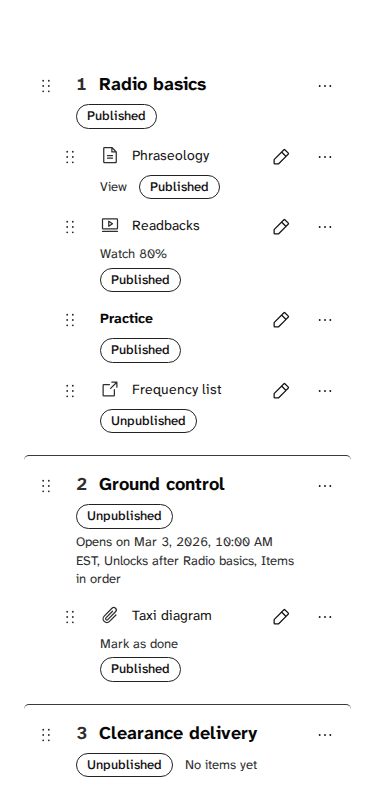 1 Radio basics
Published
Phraseology
View Published
Readbacks
Watch 80%
Published
Practice
Published
Frequency list
Unpublished
2 Ground control
Unpublished
Opens on Mar 3, 2026, 10:00 AM
EST, Unlocks after Radio basics, Items
in order
Taxi diagram
Mark as done
Published
3 Clearance delivery
Unpublished No items yet